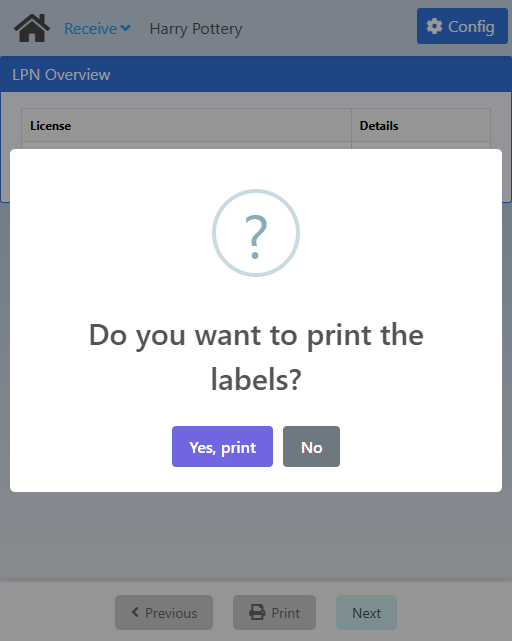 Receive Harry Pottery Config
LPN Overview
License Details
?
Do you want to print the
labels?
Yes, print No
Previous Print Next